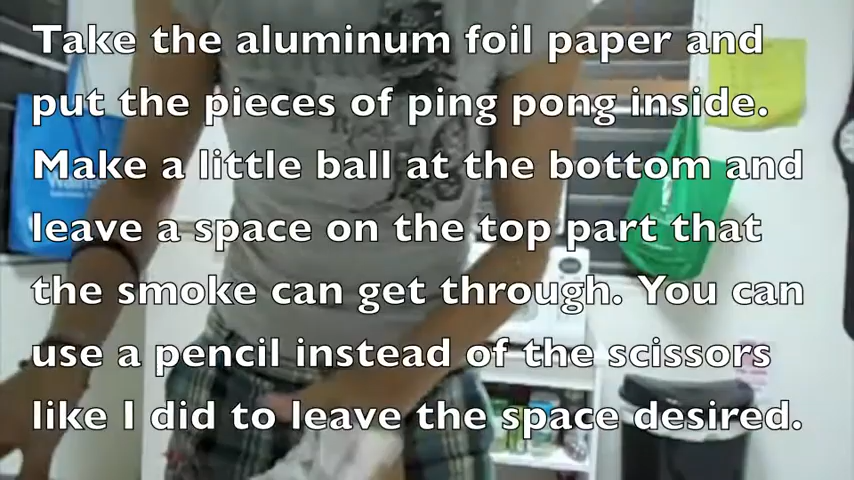 Take the aluminum foil paper and
put the pieces of ping pong inside.
Make a little ball at the bottom and
leave a space on the top part that
the smoke can get through. You can
use a pencil instead of the scissors
like I did to leave the space desired.